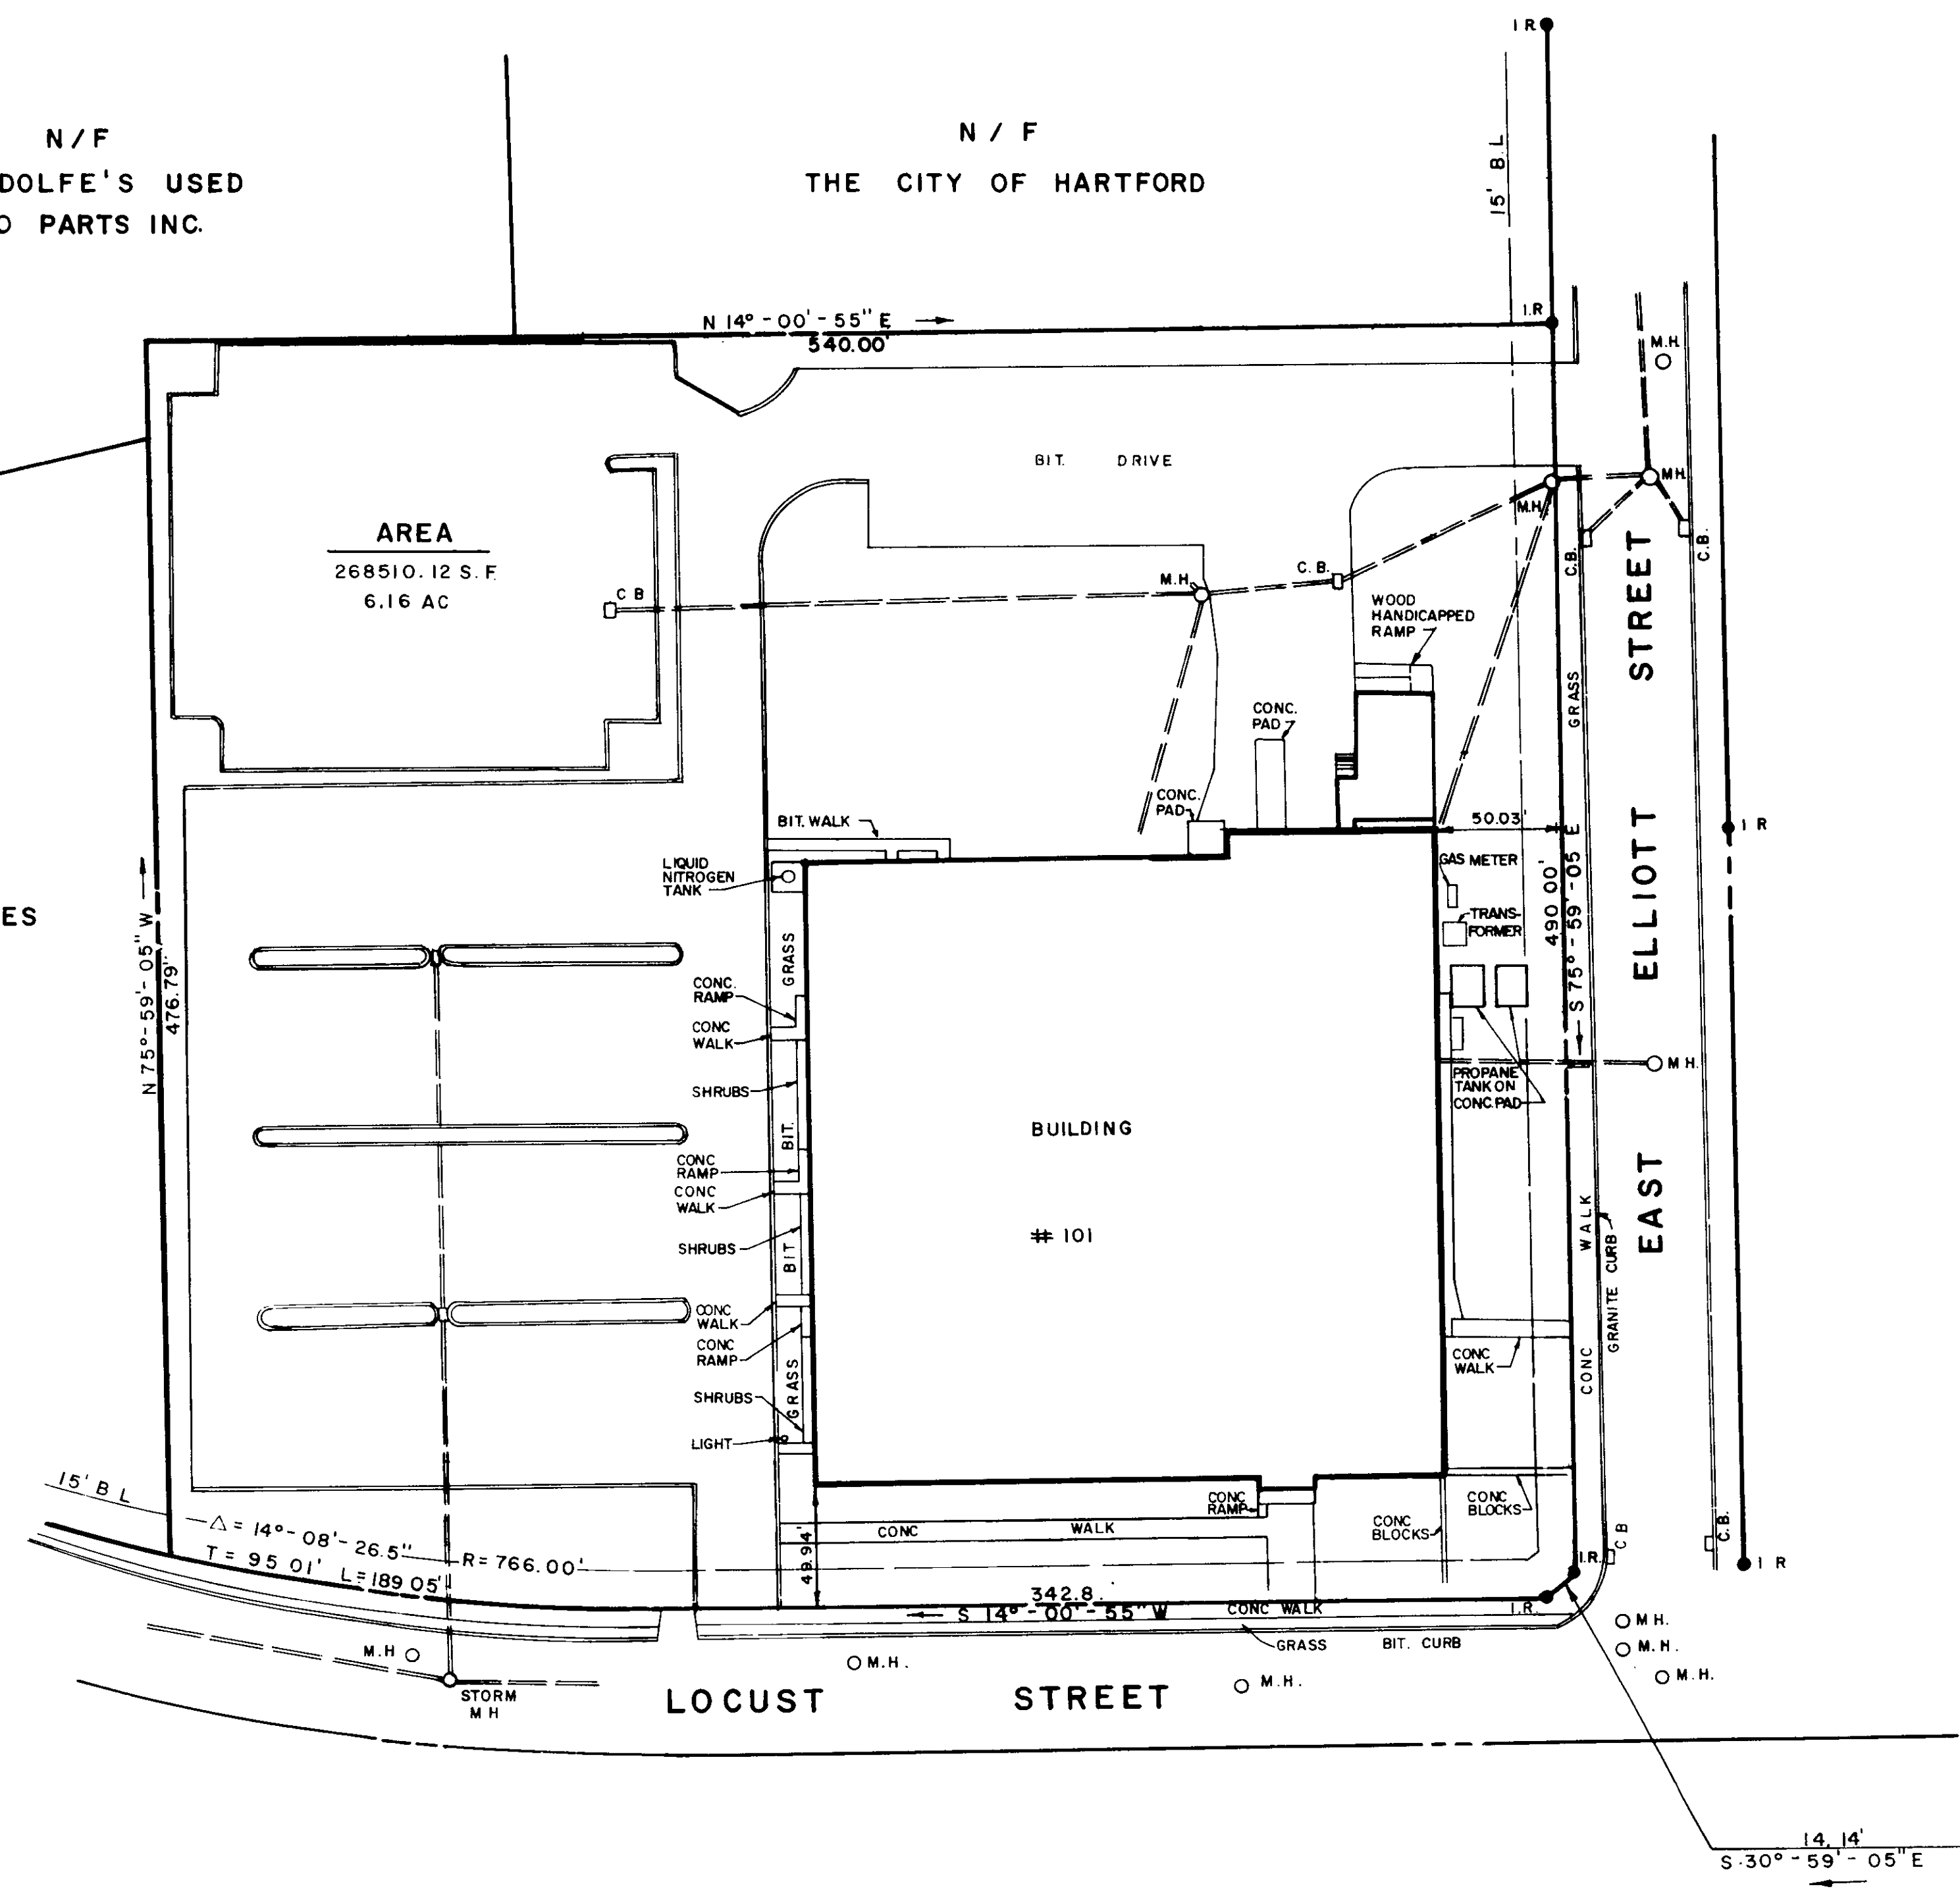 I R
N/F
DOLFE'S USED
O PARTS INC.
N / F
THE CITY OF HARTFORD
15' B.L
N 14° - 00' - 55" E
540.00'
I.R
M.H.
BIT. DRIVE
AREA
268510.12 S.F.
6.16 AC
C B
M.H.
C. B.
M.H.
M.H.
C.B.
C.B.
WOOD
HANDICAPPED
RAMP
GRASS
CONC.
PAD
CONC.
PAD
BIT. WALK
50.03'
I R
LIQUID
NITROGEN
TANK
GAS METER
TRANS-
FORMER
490.00'
S 75° - 59' - 05 E
EAST ELLIOTT STREET
ES
N 75° - 59' - 05" W
476.79'
GRASS
CONC.
RAMP
CONC
WALK
SHRUBS
BIT.
CONC
RAMP
CONC
WALK
SHRUBS
BIT
CONC
WALK
CONC
RAMP
GRASS
SHRUBS
LIGHT
M H.
PROPANE
TANK ON
CONC.PAD
BUILDING
# 101
CONC WALK
GRANITE CURB
CONC
WALK
15' B L
Δ = 14° - 08' - 26.5"
R = 766.00'
T = 95 01'
L = 189.05'
49.94'
CONC WALK
CONC
RAMP
CONC
BLOCKS
CONC
BLOCKS
C B
C.B.
I.R.
I R
342.8
S 14° - 00' - 55" W
CONC WALK
I.R.
GRASS
BIT. CURB
M.H
M.H.
M.H.
M H.
M.H.
M.H.
STORM
M H
LOCUST STREET
14.14'
S 30° - 59' - 05" E